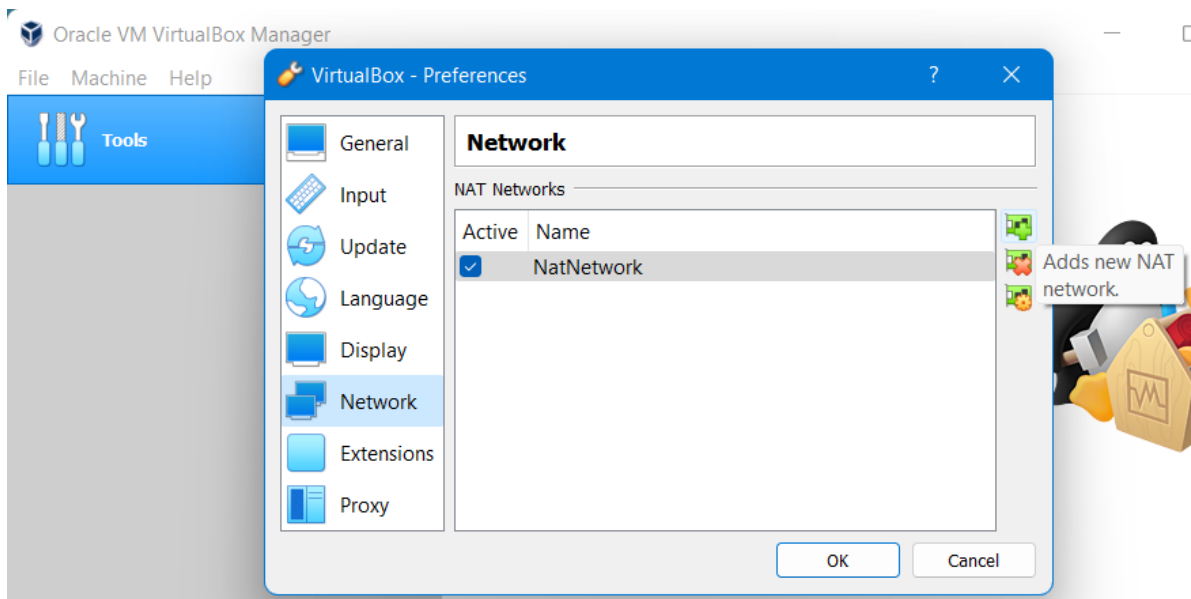 Oracle VM VirtualBox Manager
File Machine Help
VirtualBox - Preferences
?
Tools
General
Input
Update
Language
Display
Network
Extensions
Proxy
Network
NAT Networks
Active Name
NatNetwork
Adds new NAT
network.
OK Cancel